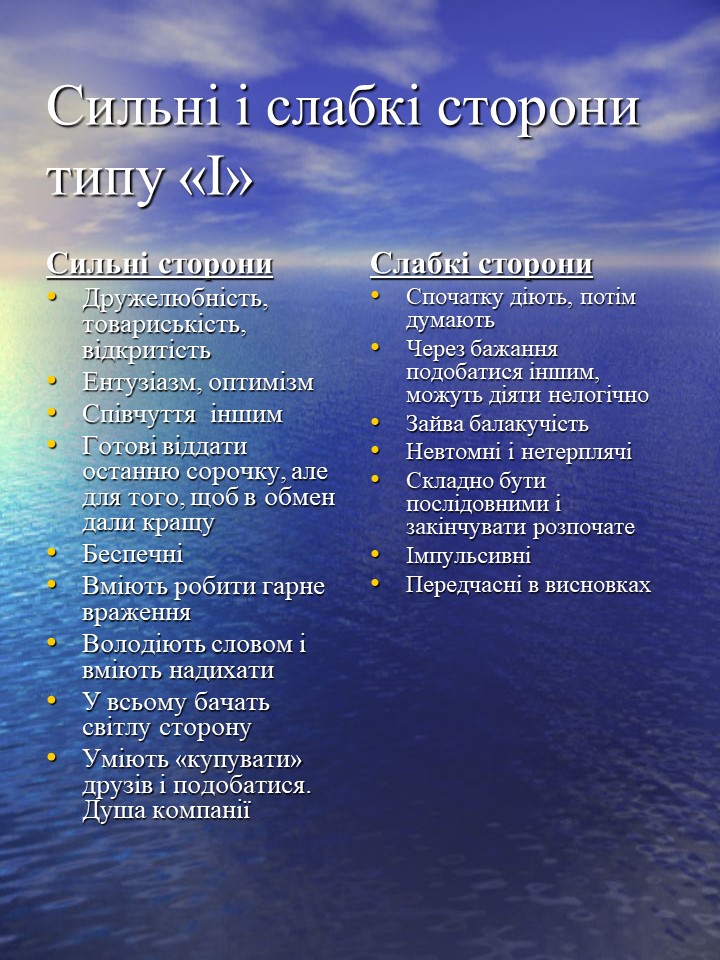 Сильні і слабкі сторони
типу «І»
Сильні сторони
• Дружелюбність,
товариськість,
відкритість
• Ентузіазм, оптимізм
• Співчуття іншим
• Готові віддати
останню сорочку, але
для того, щоб в обмен
дали кращу
• Беспечні
• Вміють робити гарне
враження
• Володіють словом і
вміють надихати
• У всьому бачать
світлу сторону
• Уміють «купувати»
друзів і подобатися.
Душа компанії
Слабкі сторони
• Спочатку діють, потім
думають
• Через бажання
подобатися іншим,
можуть діяти нелогічно
• Зайва балакучість
• Невтомні і нетерплячі
• Складно бути
послідовними і
закінчувати розпочате
• Імпульсивні
• Передчасні в висновках